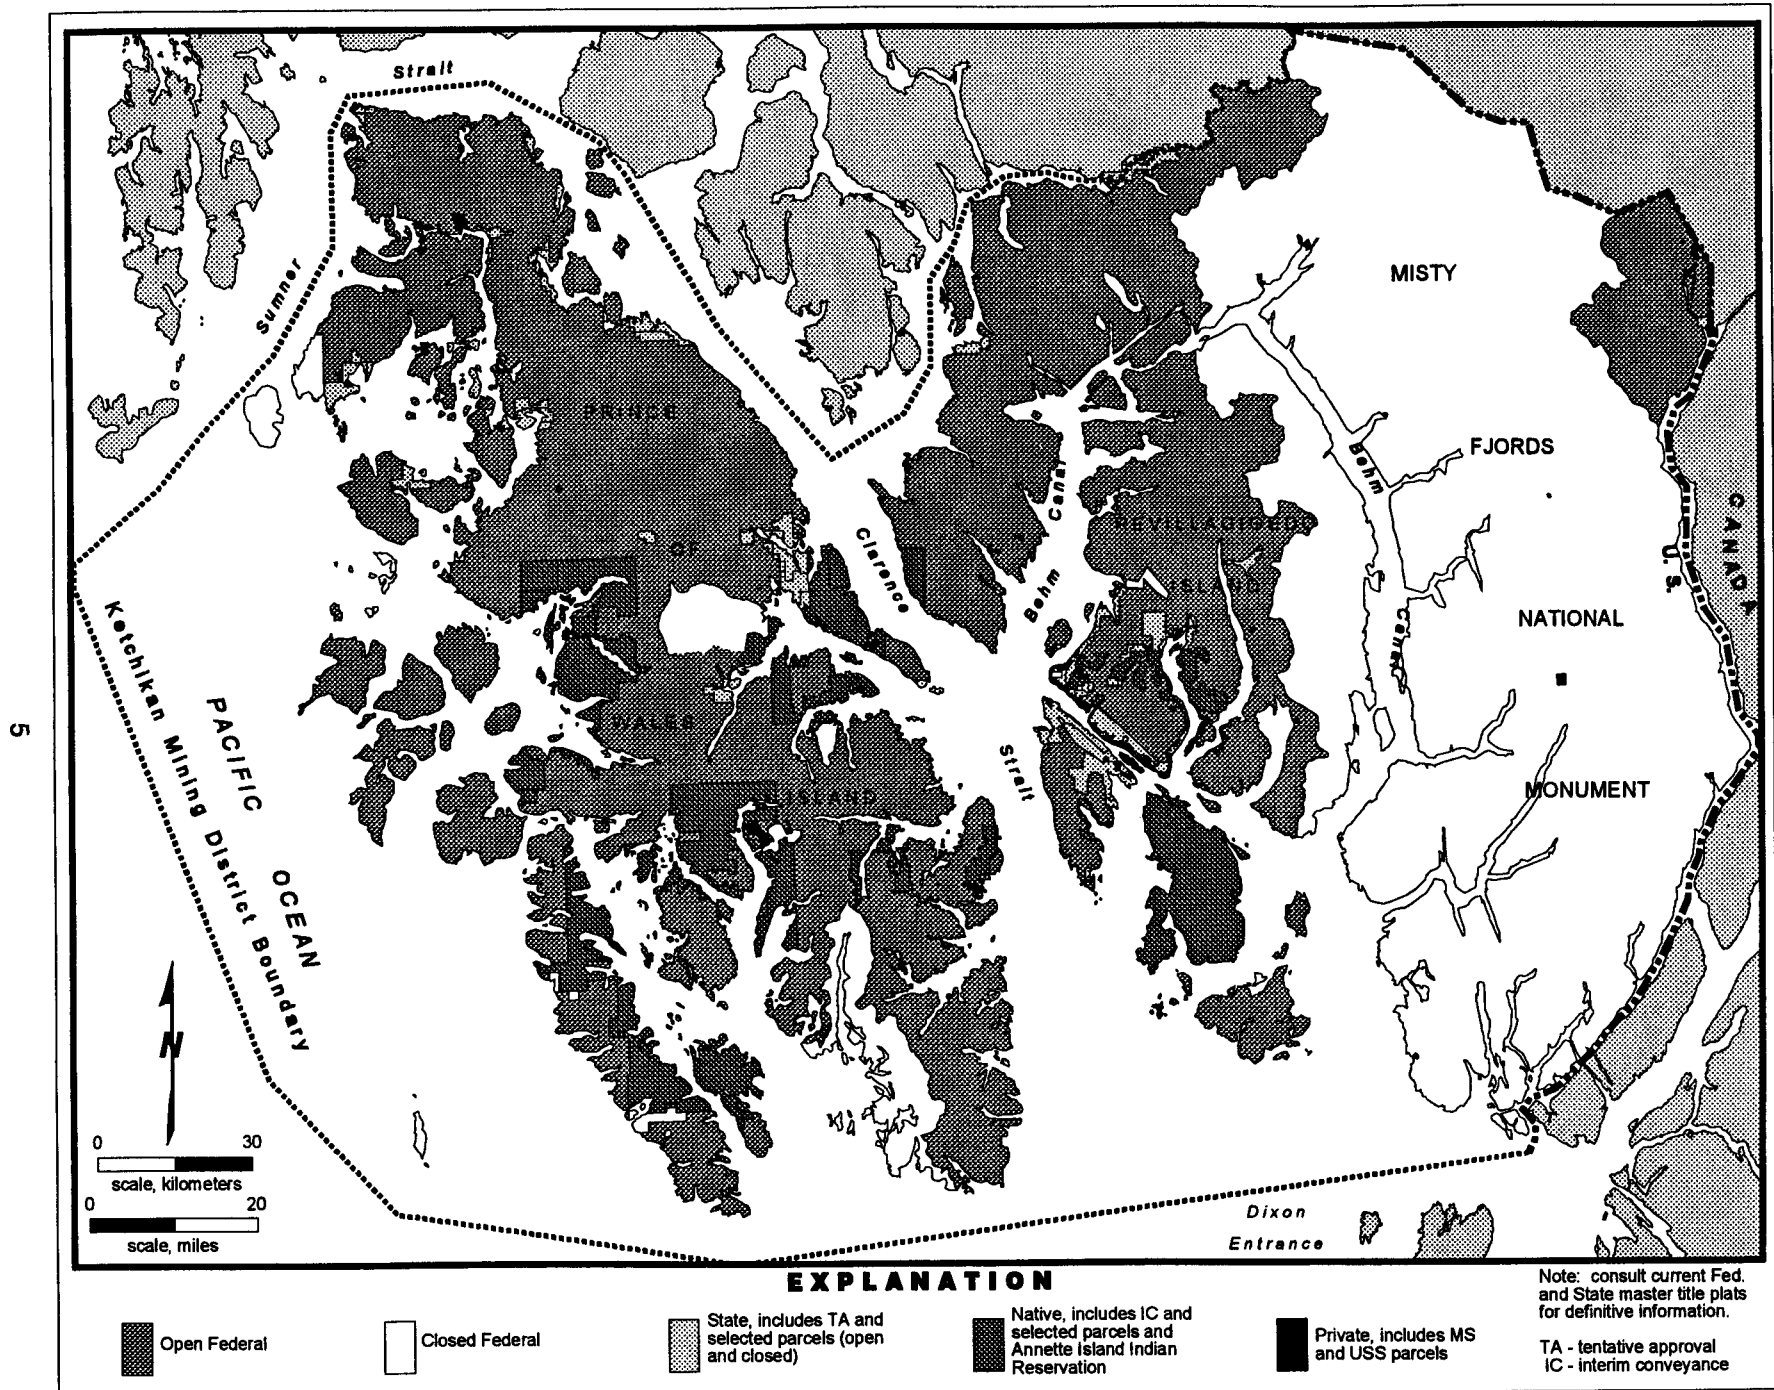 Strait
Sumner
MISTY
PRINCE
FJORDS
Behm
Canal
CANADA
U.S.
REVILLAGIGEDO
OF
Clarence
ISLAND
Behm
Canal
NATIONAL
Ketchikan Mining District Boundary
PACIFIC OCEAN
5
WALES
Strait
ISLAND
MONUMENT
N
0 30
scale, kilometers
0 20
scale, miles
Dixon
Entrance
EXPLANATION
Open Federal
Closed Federal
State, includes TA and
selected parcels (open
and closed)
Native, includes IC and
selected parcels and
Annette Island Indian
Reservation
Private, includes MS
and USS parcels
Note: consult current Fed.
and State master title plats
for definitive information.
TA - tentative approval
IC - interim conveyance